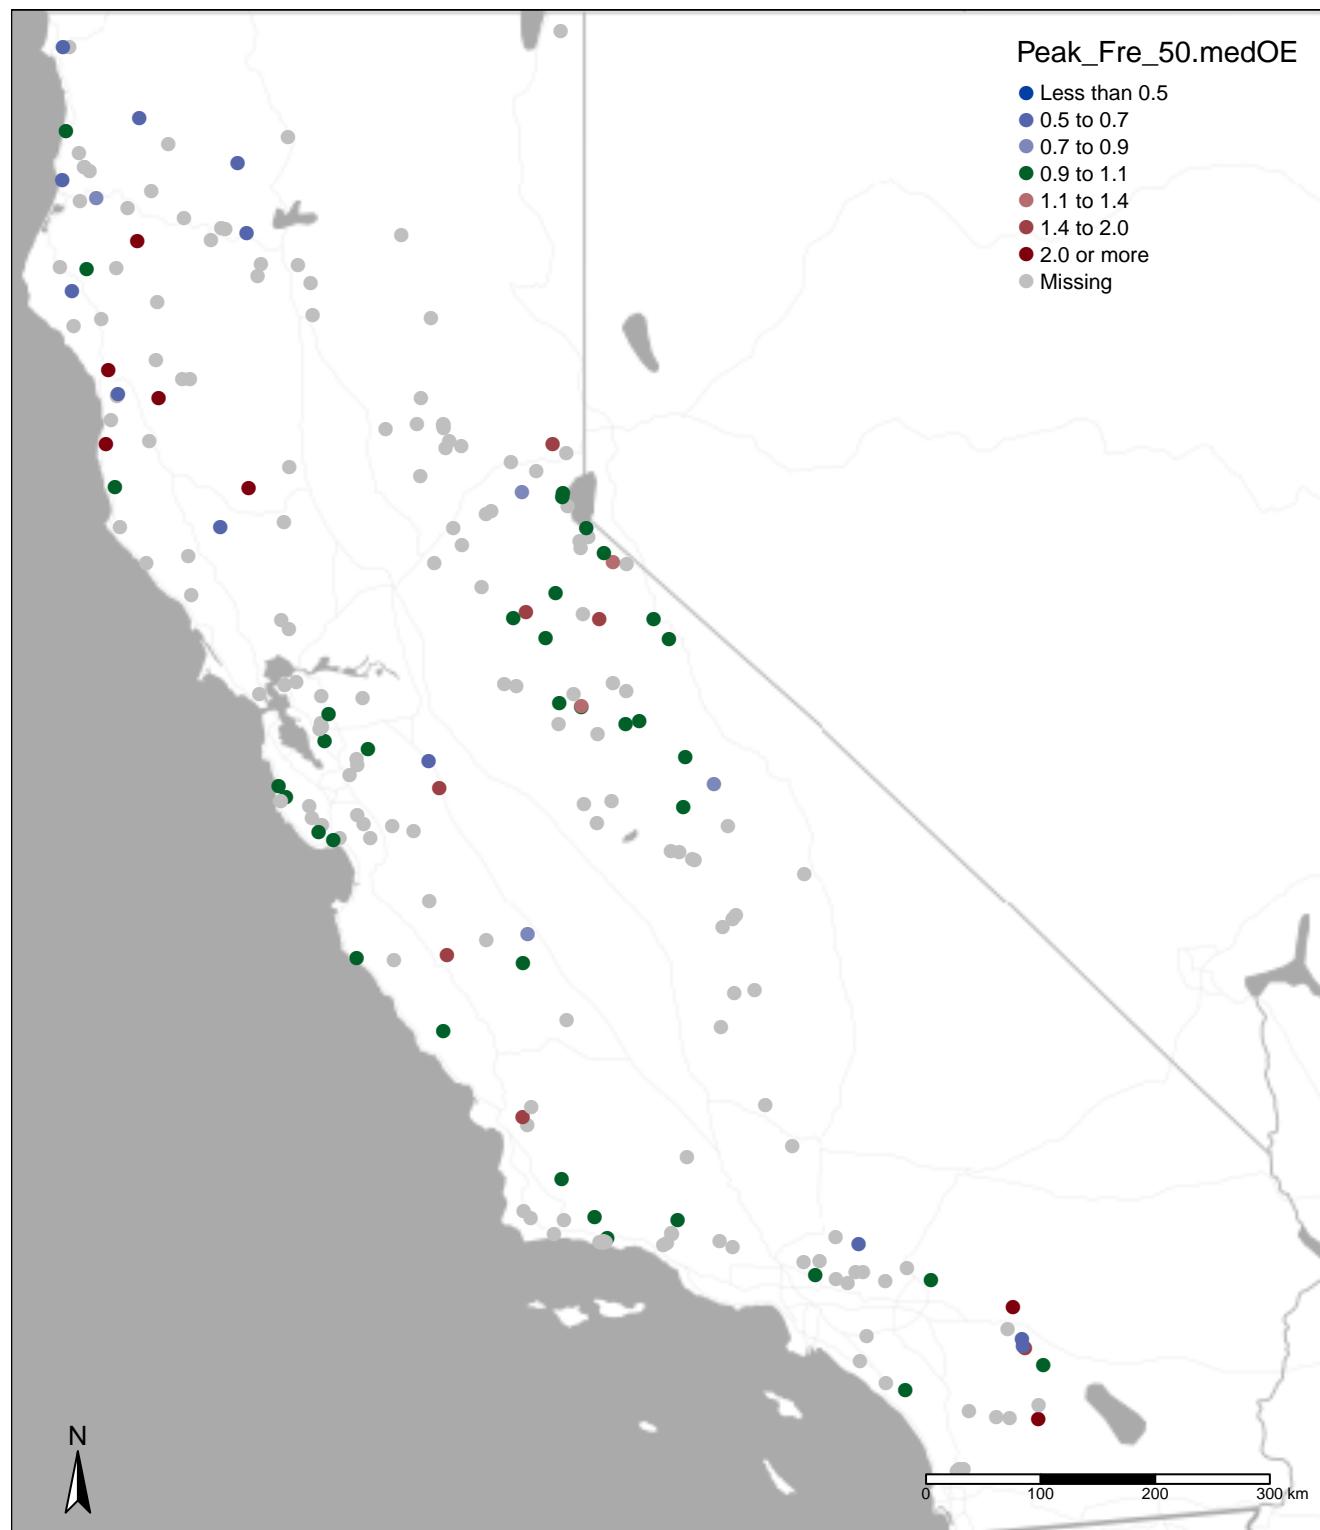 Peak_Fre_50.medOE
Less than 0.5
0.5 to 0.7
0.7 to 0.9
0.9 to 1.1
1.1 to 1.4
1.4 to 2.0
2.0 or more
Missing
N
0 100 200 300 km